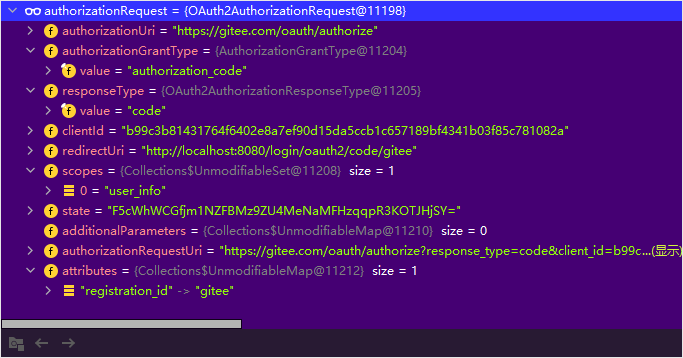 authorizationRequest = {OAuth2AuthorizationRequest@11198}
authorizationUri = "https://gitee.com/oauth/authorize"
authorizationGrantType = {AuthorizationGrantType@11204}
value = "authorization_code"
responseType = {OAuth2AuthorizationResponseType@11205}
value = "code"
clientId = "b99c3b81431764f6402e8a7ef90d15da5ccb1c657189bf4341b03f85c781082a"
redirectUri = "http://localhost:8080/login/oauth2/code/gitee"
scopes = {Collections$UnmodifiableSet@11208} size = 1
0 = "user_info"
state = "F5cWhWCGfjm1NZFBMz9ZU4MeNaMFHzqqpR3KOTJHjSY="
additionalParameters = {Collections$UnmodifiableMap@11210} size = 0
authorizationRequestUri = "https://gitee.com/oauth/authorize?response_type=code&client_id=b99c...(显示)
attributes = {Collections$UnmodifiableMap@11212} size = 1
"registration_id" -> "gitee"